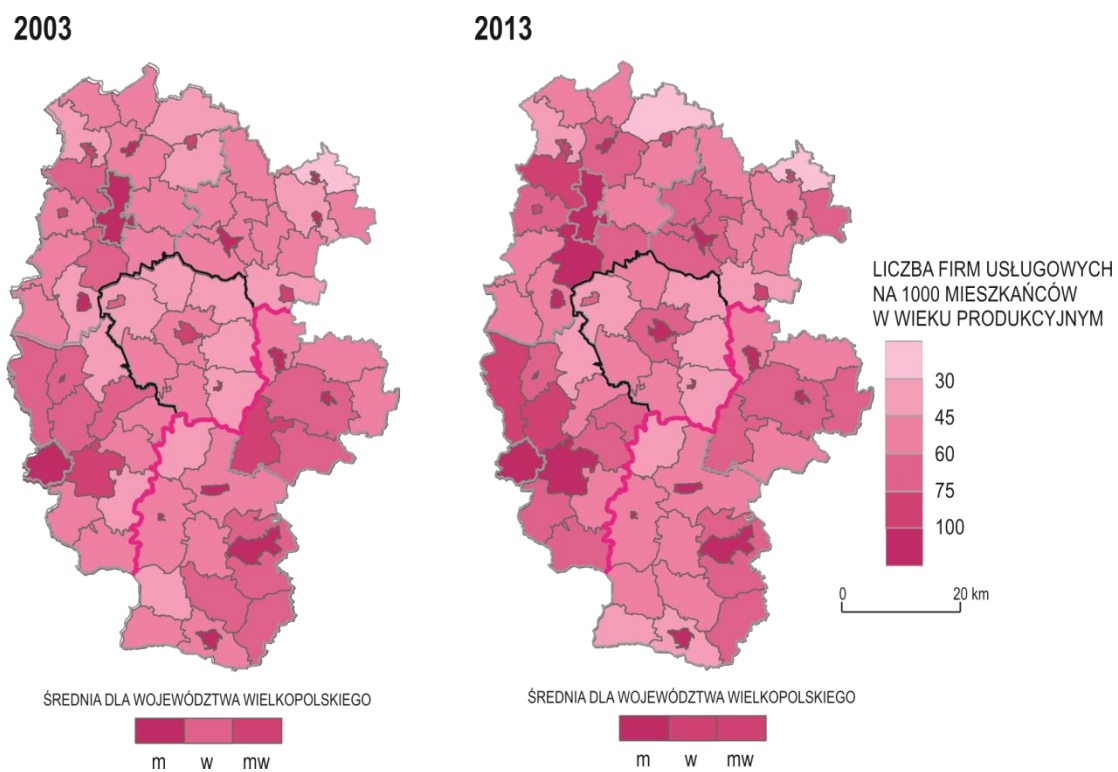 2003
2013
LICZBA FIRM USŁUGOWYCH
NA 1000 MIESZKAŃCÓW
W WIEKU PRODUKCYJNYM
30
45
60
75
100
0 20 km
ŚREDNIA DLA WOJEWÓDZTWA WIELKOPOLSKIEGO
m w mw
ŚREDNIA DLA WOJEWÓDZTWA WIELKOPOLSKIEGO
m w mw